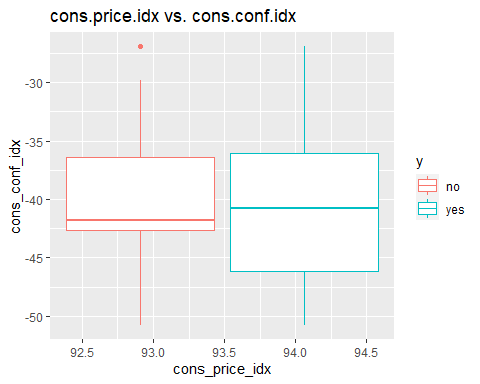 cons.price.idx vs. cons.conf.idx
-30
-35
-40
-45
-50
cons_conf_idx
92.5 93.0 93.5 94.0 94.5
cons_price_idx
y
no
yes